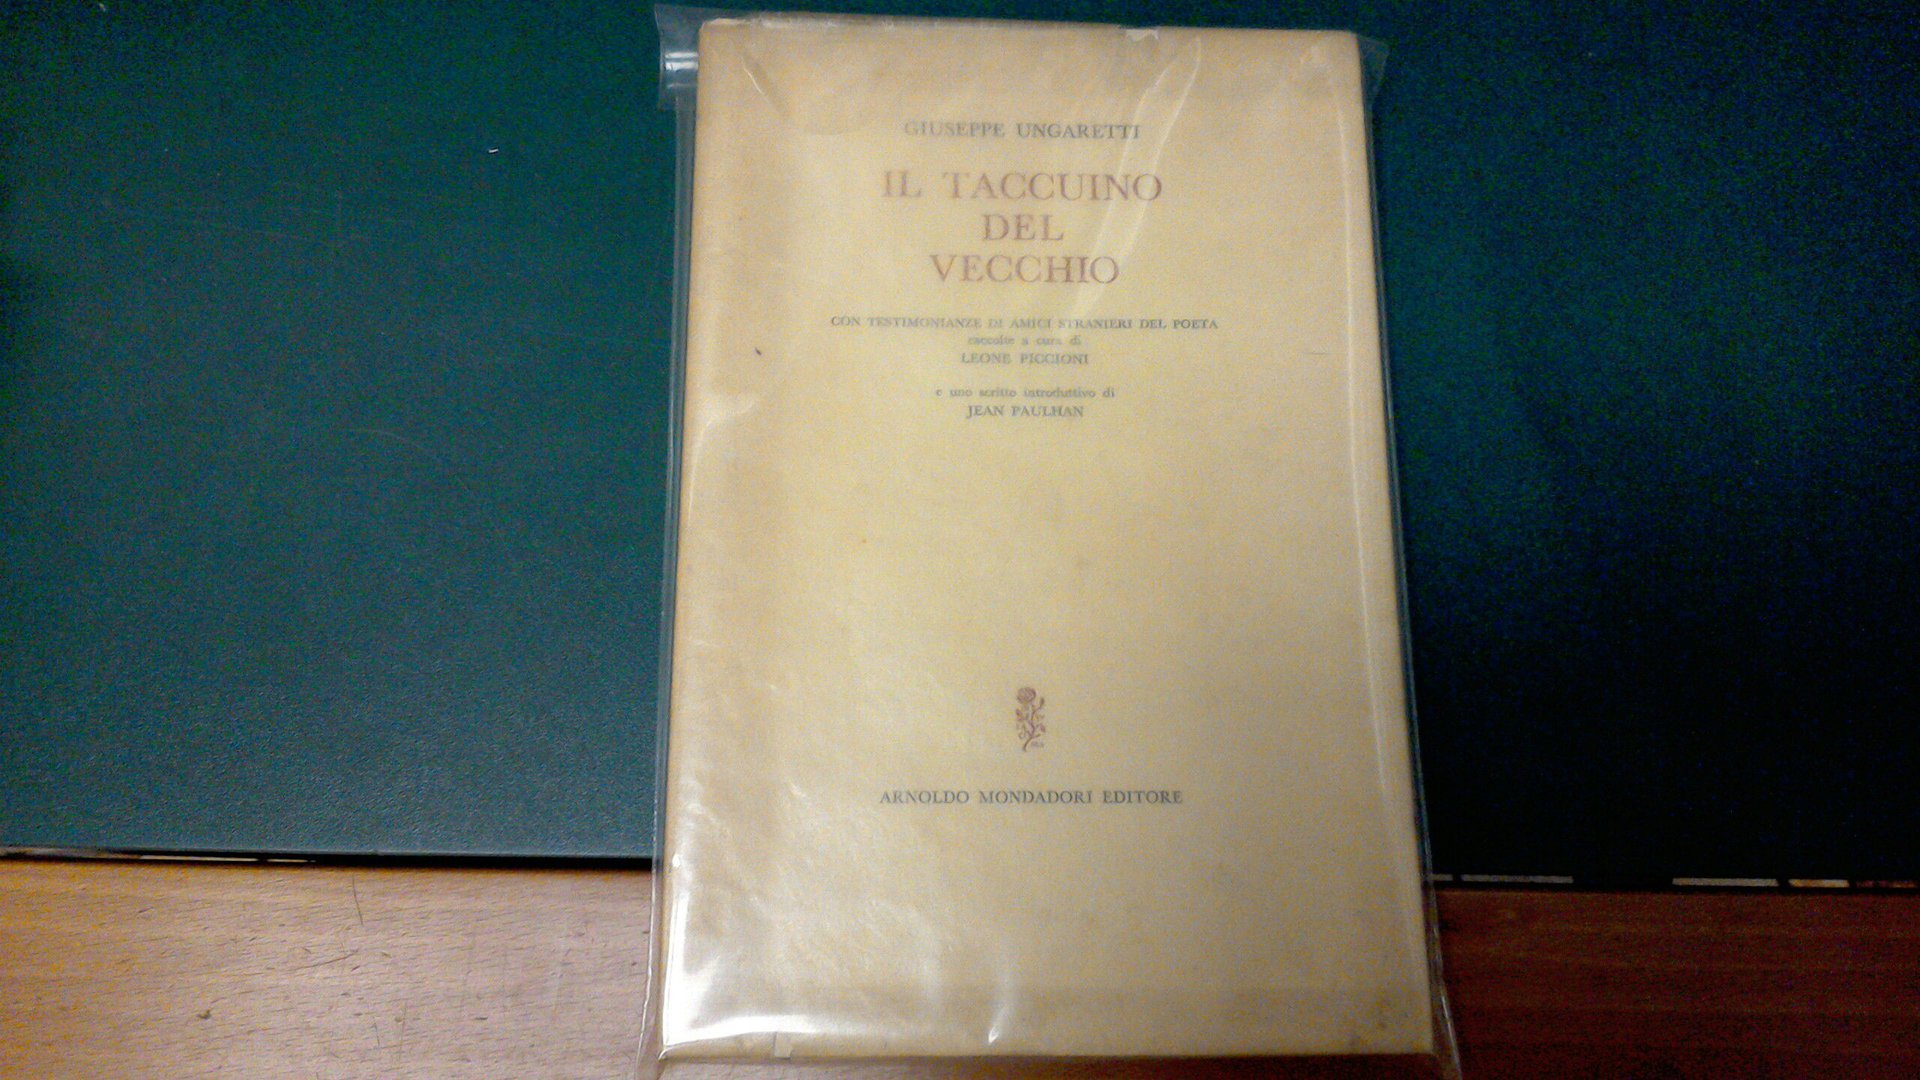 GIUSEPPE UNGARETTI
IL TACCUINO
DEL
VECCHIO
CON TESTIMONIANZE DI AMICI STRANIERI DEL POETA
raccolte a cura di
LEONE PICCIONI
e uno scritto introduttivo di
JEAN PAULHAN
ARNOLDO MONDADORI EDITORE